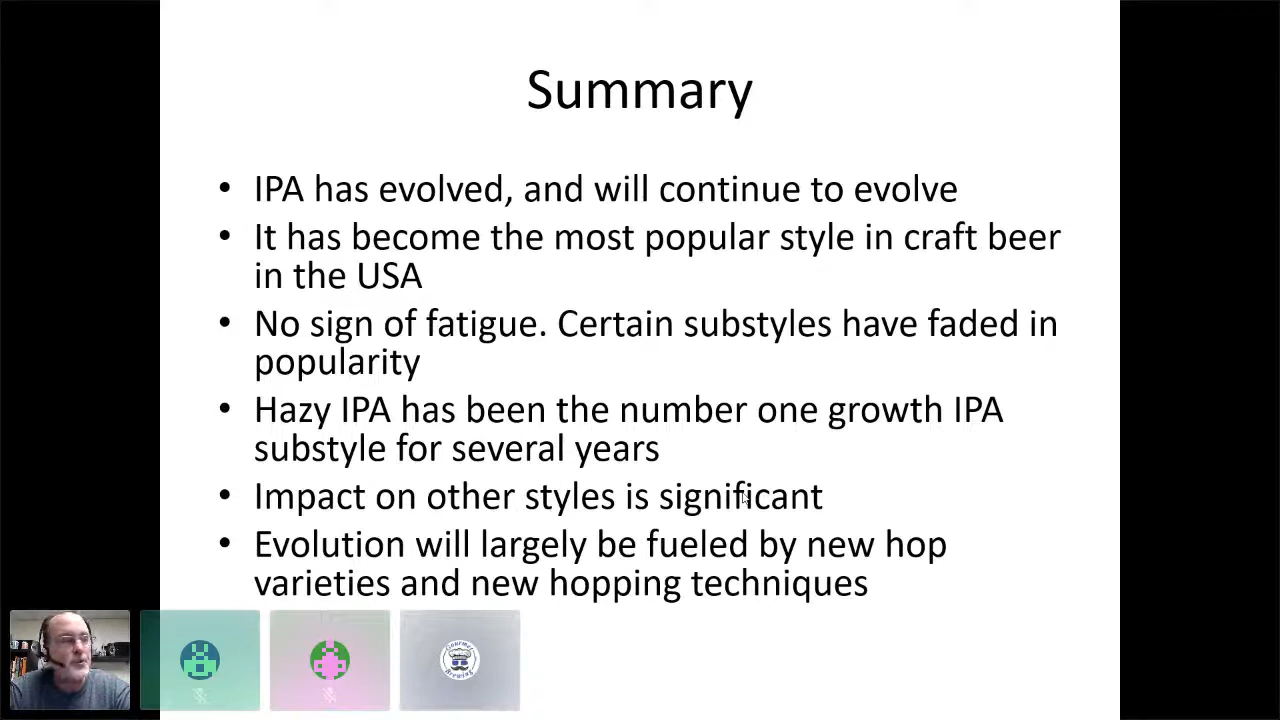 Summary
• IPA has evolved, and will continue to evolve
• It has become the most popular style in craft beer
in the USA
• No sign of fatigue. Certain substyles have faded in
popularity
• Hazy IPA has been the number one growth IPA
substyle for several years
• Impact on other styles is significant
• Evolution will largely be fueled by new hop
varieties and new hopping techniques
Gourmet
Brewing